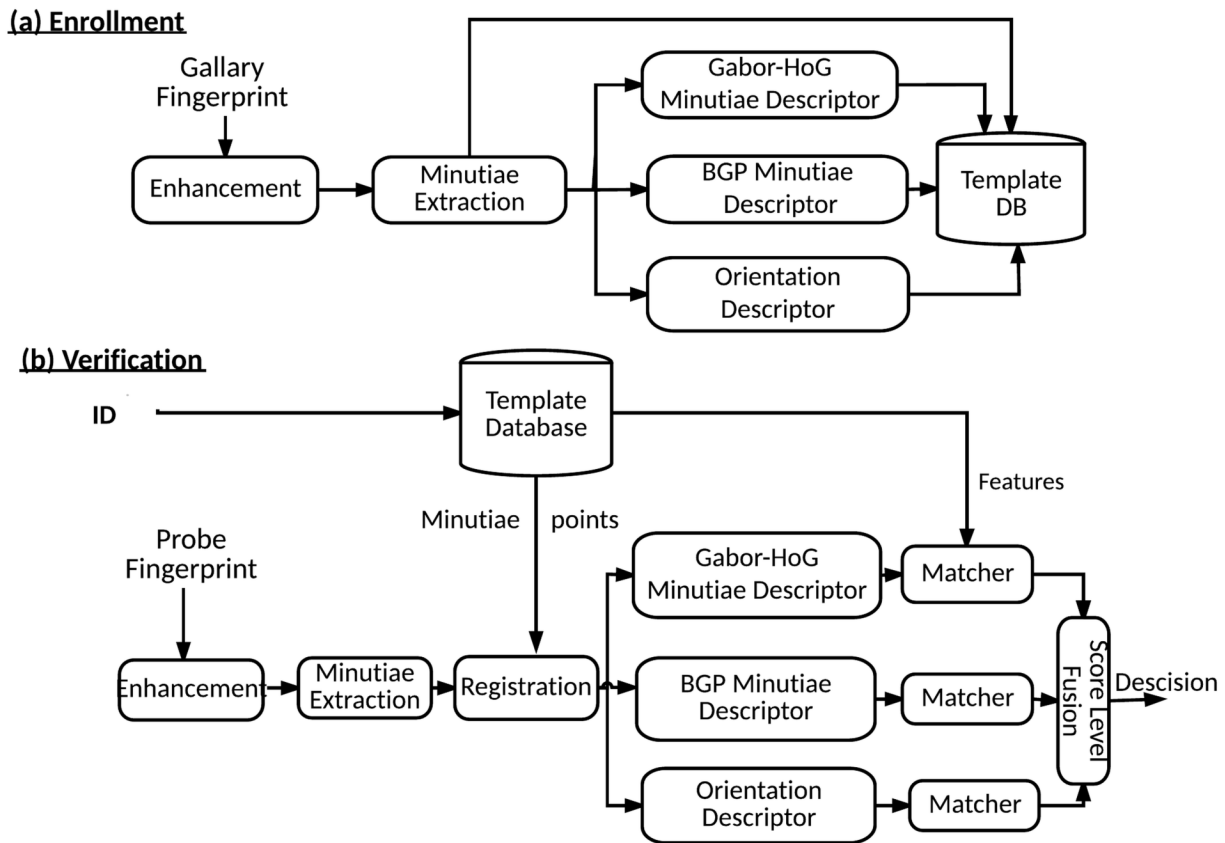 (a) Enrollment
Gallary
Fingerprint
Enhancement
Minutiae
Extraction
Gabor-HoG
Minutiae Descriptor
BGP Minutiae
Descriptor
Orientation
Descriptor
Template
DB
(b) Verification
ID
Template
Database
Features
Minutiae points
Probe
Fingerprint
Enhancement
Minutiae
Extraction
Registration
Gabor-HoG
Minutiae Descriptor
Matcher
BGP Minutiae
Descriptor
Matcher
Orientation
Descriptor
Matcher
Score Level
Fusion
Descision